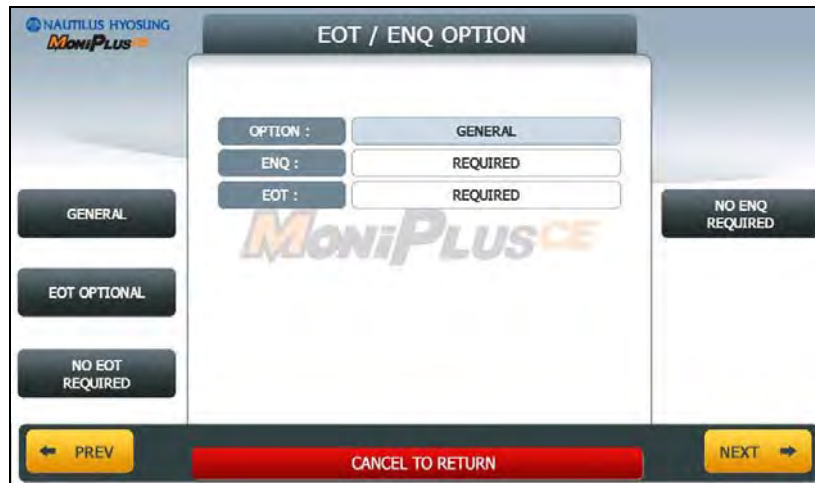 NAUTILUS HYOSUNG
MoniPlus CE
EOT / ENQ OPTION
OPTION :
GENERAL
ENQ :
REQUIRED
EOT :
REQUIRED
MoniPlus CE
GENERAL
EOT OPTIONAL
NO EOT
REQUIRED
NO ENQ
REQUIRED
PREV
CANCEL TO RETURN
NEXT